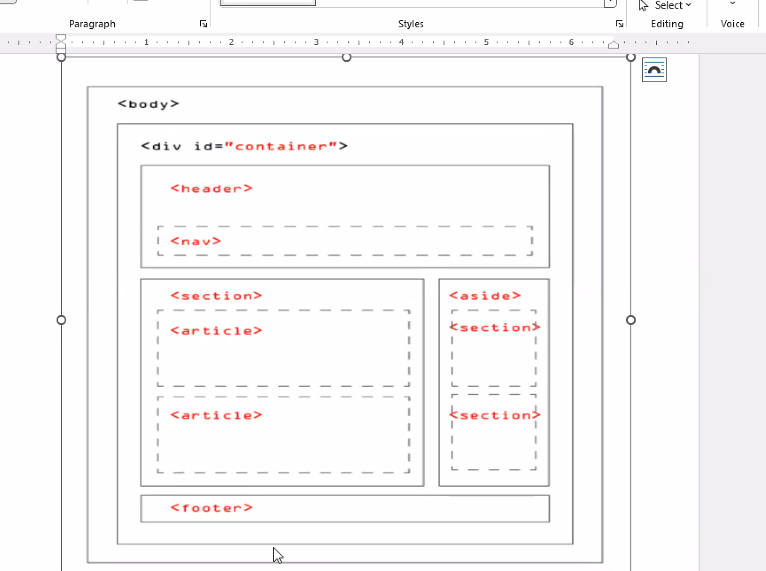 Select
Paragraph
Styles
Editing
Voice
1 2 3 4 5 6
<body>
<div id="container">
<header>
<nav>
<section>
<article>
<article>
<aside>
<section>
<section>
<footer>